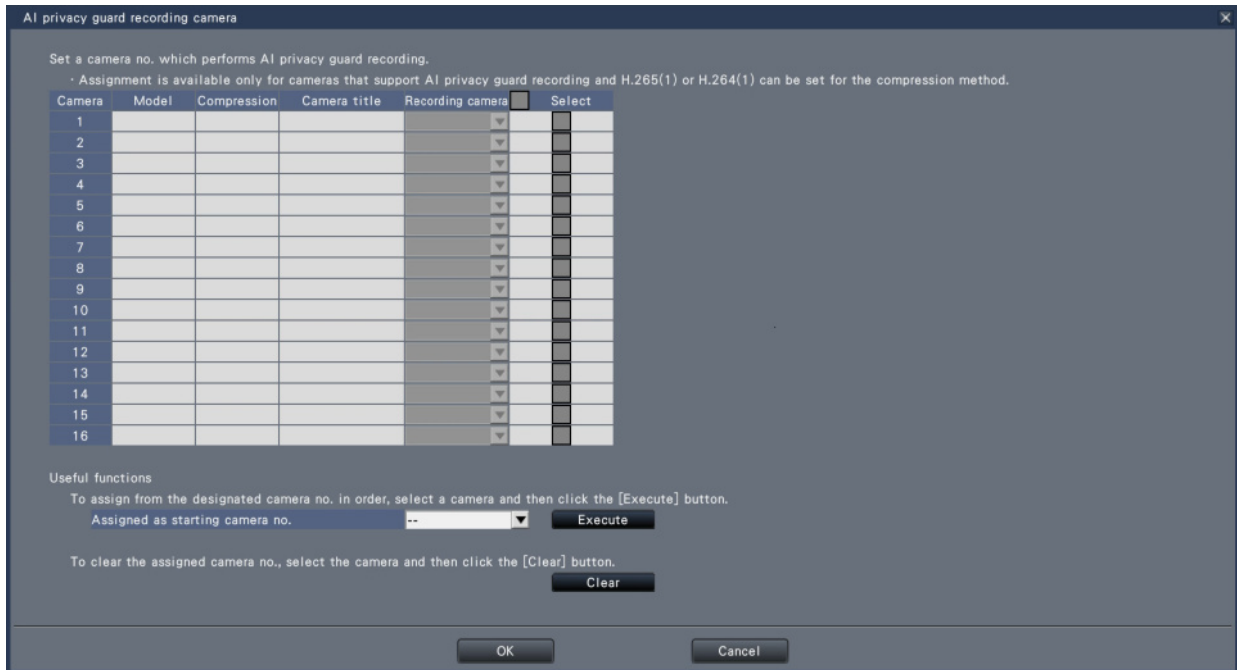 AI privacy guard recording camera
Set a camera no. which performs AI privacy guard recording.
・Assignment is available only for cameras that support AI privacy guard recording and H.265(1) or H.264(1) can be set for the compression method.
Camera Model Compression Camera title Recording camera Select
1
2
3
4
5
6
7
8
9
10
11
12
13
14
15
16
Useful functions
To assign from the designated camera no. in order, select a camera and then click the [Execute] button.
Assigned as starting camera no. -- Execute
To clear the assigned camera no., select the camera and then click the [Clear] button.
Clear
OK Cancel